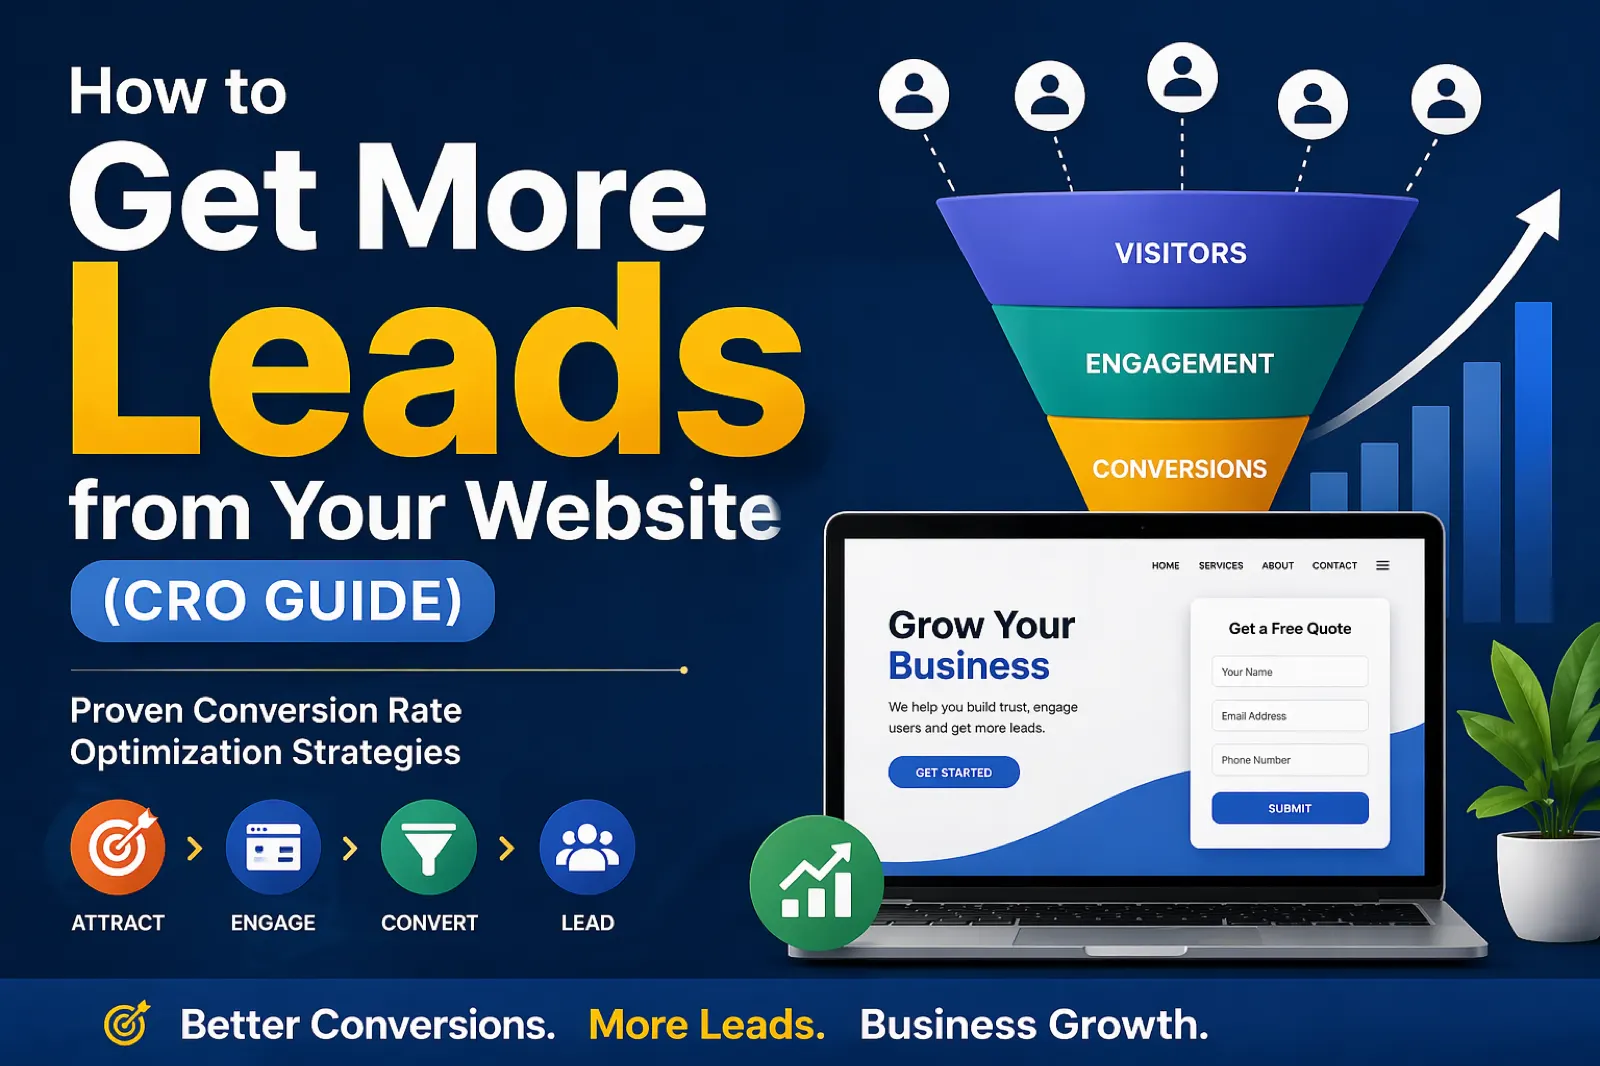 How to
Get More
Leads
from Your Website
(CRO GUIDE)
Proven Conversion Rate
Optimization Strategies
ATTRACT
ENGAGE
CONVERT
LEAD
VISITORS
ENGAGEMENT
CONVERSIONS
HOME SERVICES ABOUT CONTACT
Grow Your
Business
We help you build trust, engage
users and get more leads.
GET STARTED
Get a Free Quote
Your Name
Email Address
Phone Number
SUBMIT
Better Conversions. More Leads. Business Growth.